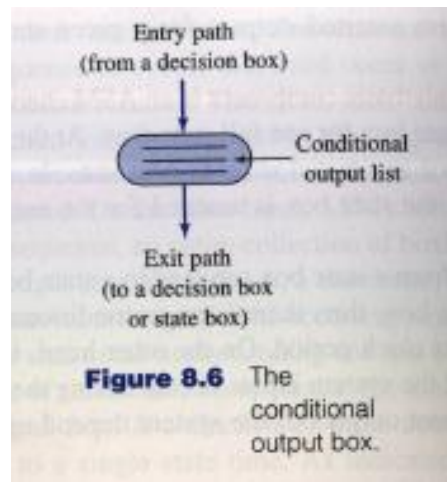 Entry path
(from a decision box)
Conditional
output list
Exit path
(to a decision box
or state box)
Figure 8.6 The
conditional
output box.